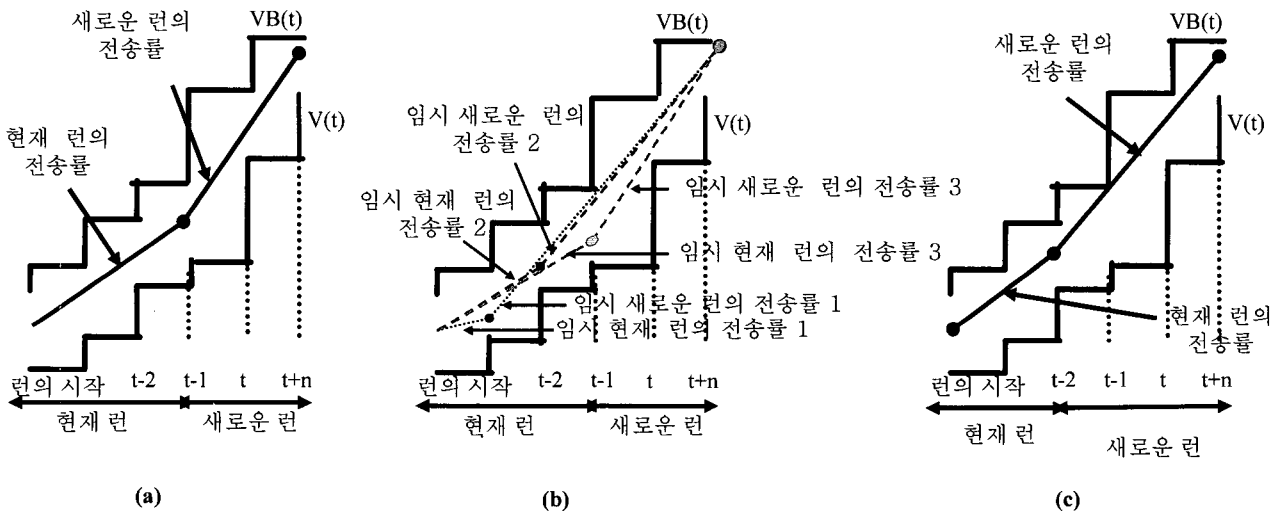 새로운 런의
전송률
VB(t)
현재 런의
전송률
V(t)
런의 시작 t-2 t-1 t t+n
현재 런 새로운 런
(a)
VB(t)
임시 새로운 런의
전송률 2
V(t)
임시 현재 런의
전송률 2
임시 새로운 런의 전송률 3
임시 현재 런의 전송률 3
임시 새로운 런의 전송률 1
임시 현재 런의 전송률 1
런의 시작 t-2 t-1 t t+n
현재 런 새로운 런
(b)
VB(t)
새로운 런의
전송률
V(t)
현재 런의
전송률
런의 시작 t-2 t-1 t t+n
현재 런 새로운 런
(c)